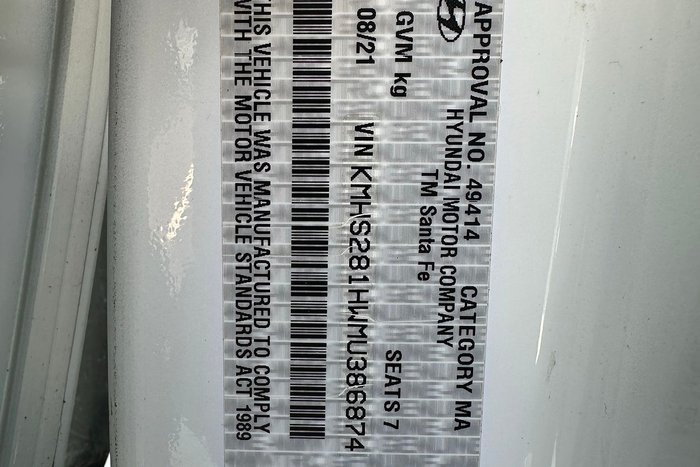 APPROVAL NO. 49414 CATEGORY MA
HYUNDAI MOTOR COMPANY
TM Santa Fe
GVM kg SEATS 7
08/21 VIN KMHS281HWMU386874
THIS VEHICLE WAS MANUFACTURED TO COMPLY
WITH THE MOTOR VEHICLE STANDARDS ACT 1989